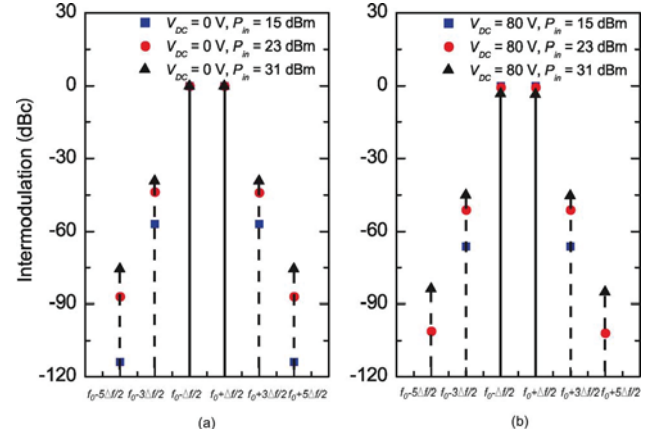 V_DC = 0 V, P_in = 15 dBm
V_DC = 0 V, P_in = 23 dBm
V_DC = 0 V, P_in = 31 dBm
30
0
-30
-60
-90
-120
Intermodulation (dBc)
f0-5Δf/2 f0-3Δf/2 f0-Δf/2 f0+Δf/2 f0+3Δf/2 f0+5Δf/2
(a)
V_DC = 80 V, P_in = 15 dBm
V_DC = 80 V, P_in = 23 dBm
V_DC = 80 V, P_in = 31 dBm
30
0
-30
-60
-90
-120
f0-5Δf/2 f0-3Δf/2 f0-Δf/2 f0+Δf/2 f0+3Δf/2 f0+5Δf/2
(b)